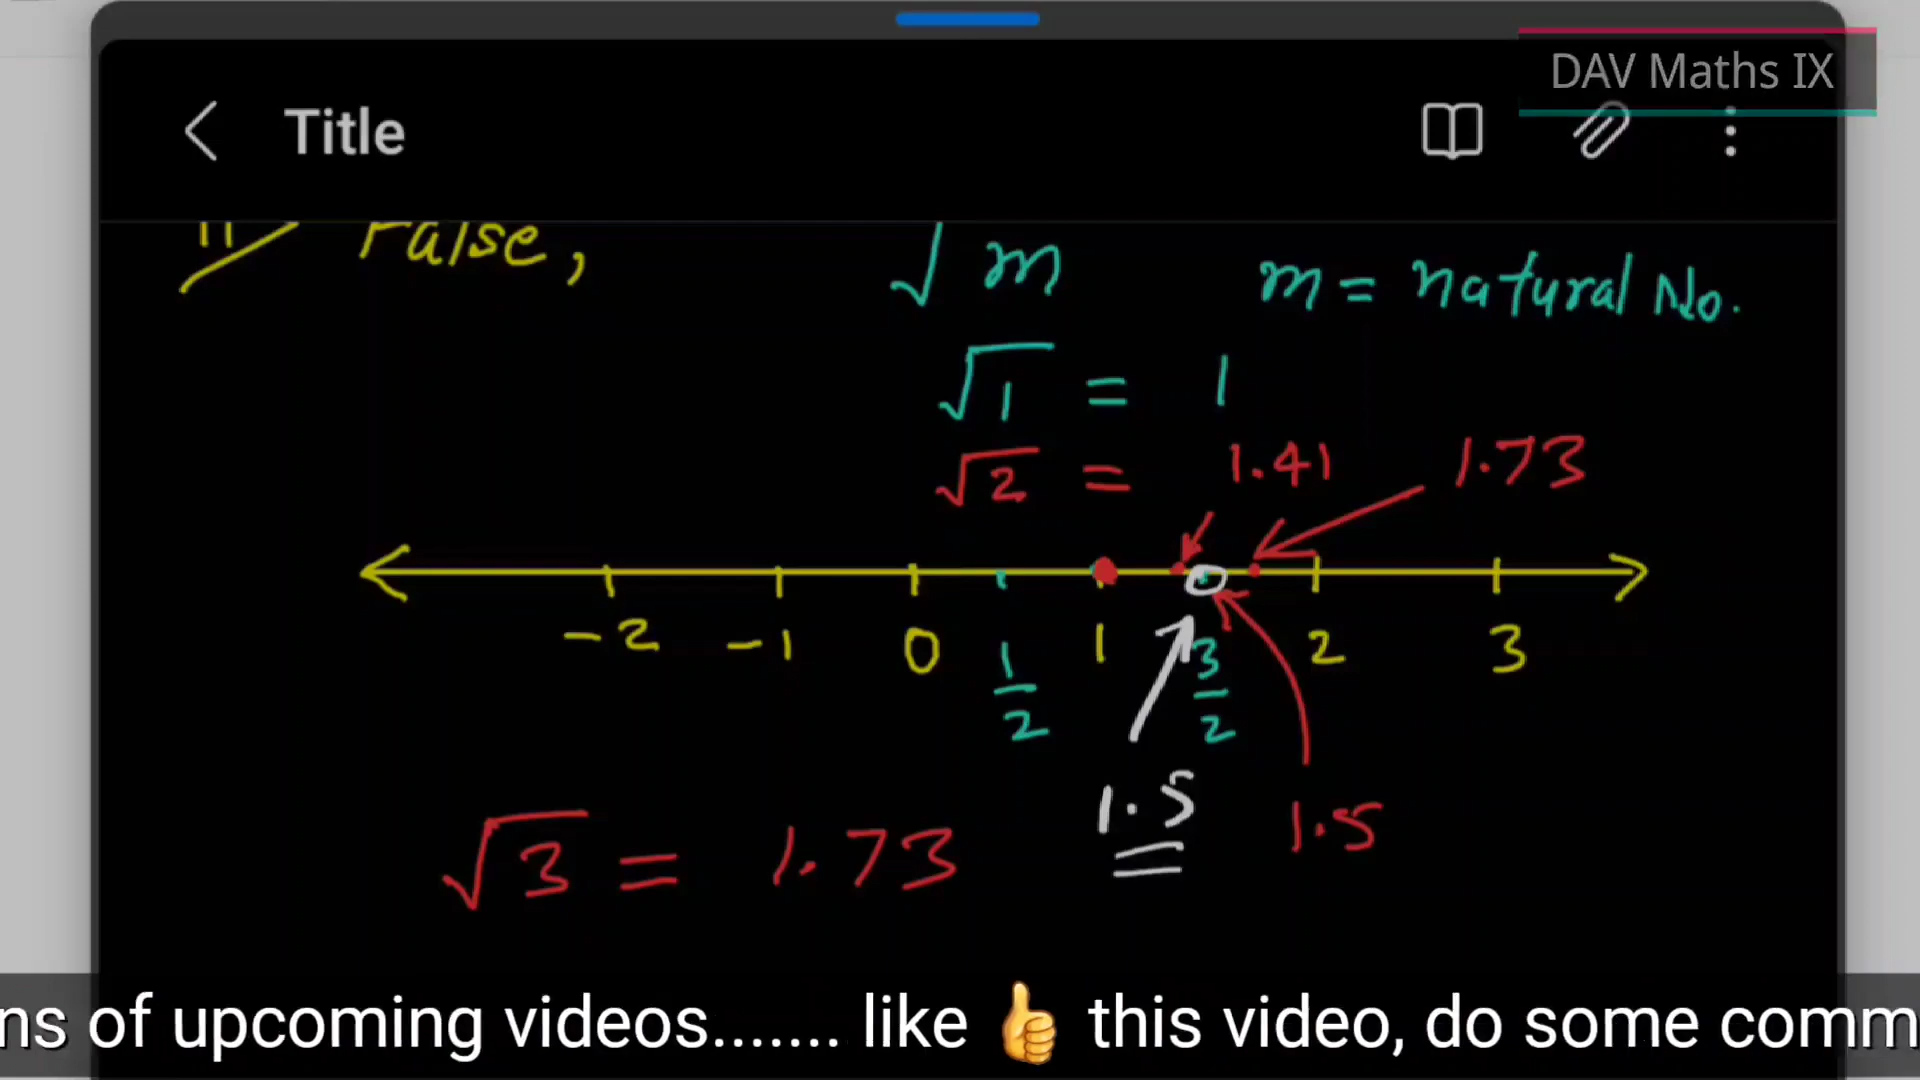 DAV Maths IX
Title
11 False, √m m = natural No.
√1 = 1
√2 = 1.41 1.73
-2 -1 0 1/2 1 3/2 2 3
1.5 1.5
√3 = 1.73
ns of upcoming videos....... like 👍 this video, do some comm